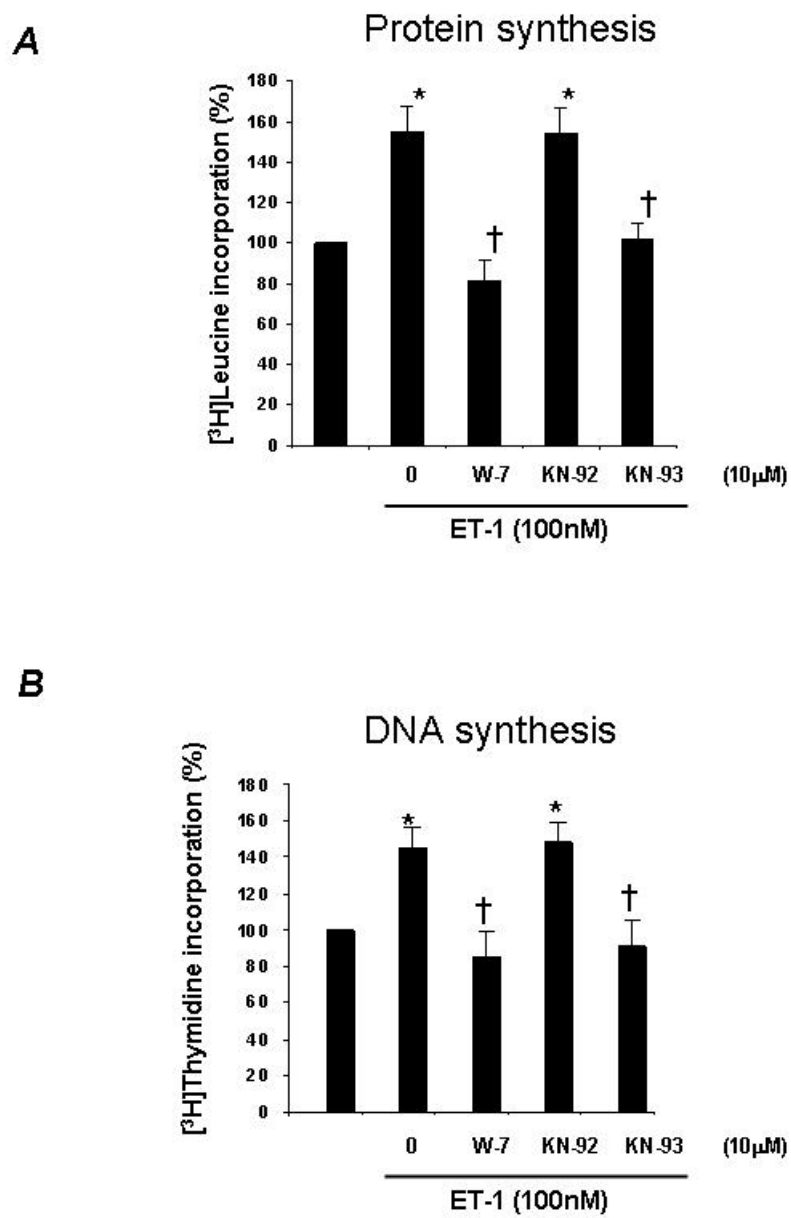 A
Protein synthesis
[³H]Leucine incorporation (%)
180
160
140
120
100
80
60
40
20
0
* † * †
0 W-7 KN-92 KN-93 (10µM)
ET-1 (100nM)
B
DNA synthesis
[³H]Thymidine incorporation (%)
180
160
140
120
100
80
60
40
20
0
* † * †
0 W-7 KN-92 KN-93 (10µM)
ET-1 (100nM)